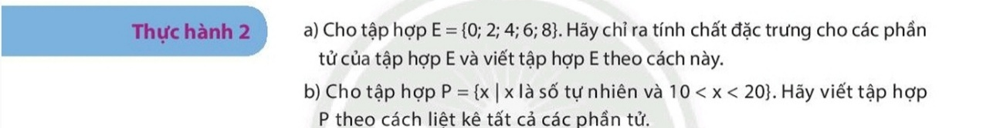 Thực hành 2
a) Cho tập hợp E = {0; 2; 4; 6; 8}. Hãy chỉ ra tính chất đặc trưng cho các phần
tử của tập hợp E và viết tập hợp E theo cách này.
b) Cho tập hợp P = {x | x là số tự nhiên và 10 < x < 20}. Hãy viết tập hợp
P theo cách liệt kê tất cả các phần tử.